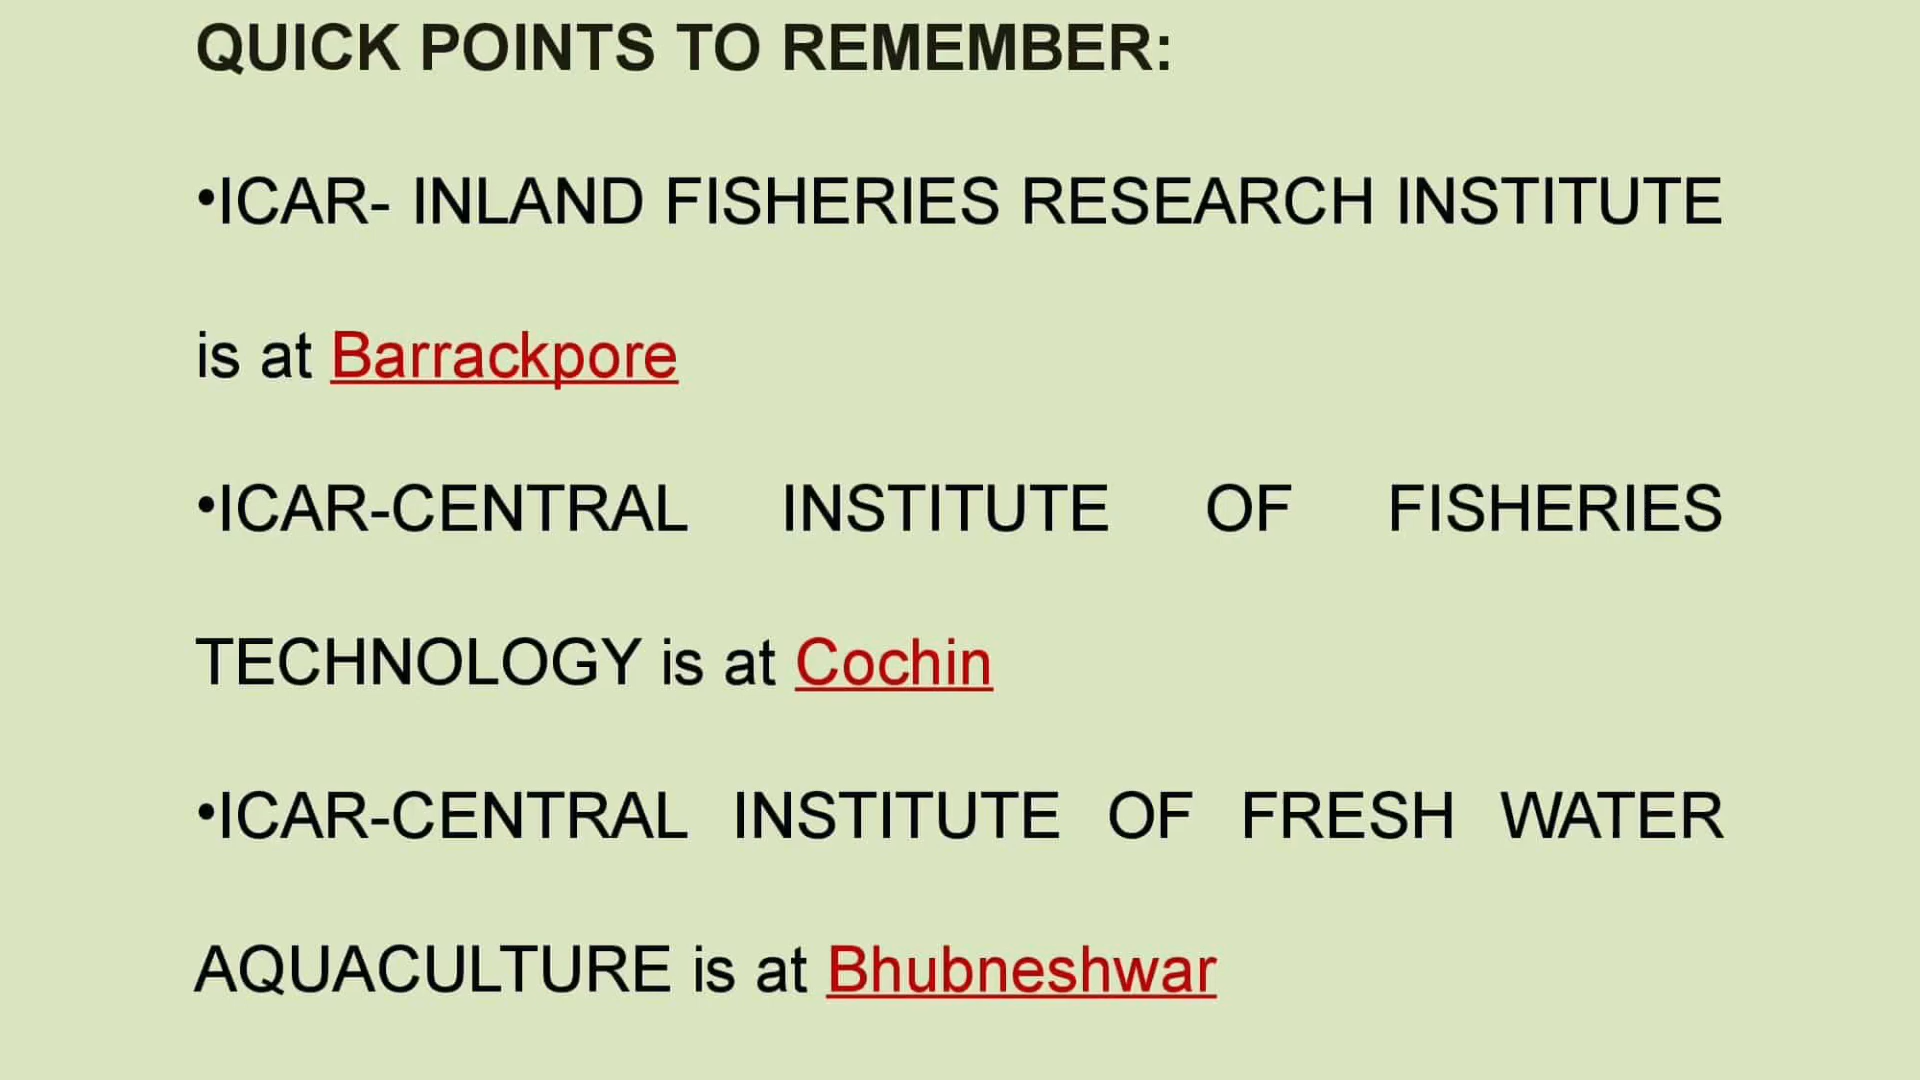 QUICK POINTS TO REMEMBER:
•ICAR- INLAND FISHERIES RESEARCH INSTITUTE
is at Barrackpore
•ICAR-CENTRAL INSTITUTE OF FISHERIES
TECHNOLOGY is at Cochin
•ICAR-CENTRAL INSTITUTE OF FRESH WATER
AQUACULTURE is at Bhubneshwar